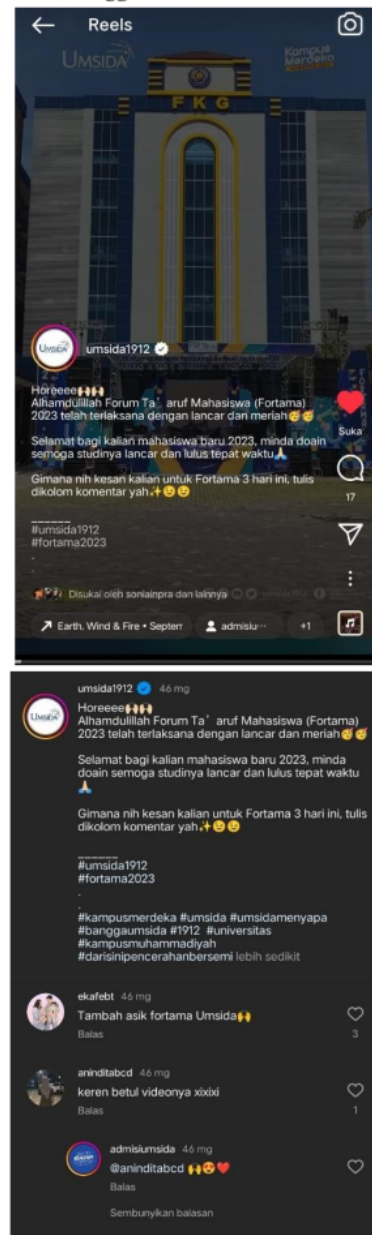 Reels
UMSIDA
Kampus
Merdeka
FKG
UMSIDA
umsida1912
Horeeee🙌🙌
Alhamdulillah Forum Ta´ aruf Mahasiswa (Fortama)
2023 telah terlaksana dengan lancar dan meriah🥳🥳
Selamat bagi kalian mahasiswa baru 2023, minda doain
semoga studinya lancar dan lulus tepat waktu🙏
Gimana nih kesan kalian untuk Fortama 3 hari ini, tulis
dikolom komentar yah✨😉😉
______
#umsida1912
#fortama2023
.
.
Suka
17
Disukai oleh soniainpra dan lainnya
Earth, Wind & Fire • Septem
admisiu...
+1
umsida1912 46 mg
UMSIDA
Horeeee🙌🙌
Alhamdulillah Forum Ta´ aruf Mahasiswa (Fortama)
2023 telah terlaksana dengan lancar dan meriah🥳🥳
Selamat bagi kalian mahasiswa baru 2023, minda
doain semoga studinya lancar dan lulus tepat waktu
🙏
Gimana nih kesan kalian untuk Fortama 3 hari ini, tulis
dikolom komentar yah✨😉😉
______
#umsida1912
#fortama2023
.
.
#kampusmerdeka #umsida #umsidamenyapa
#banggaumsida #1912 #universitas
#kampusmuhammadiyah
#darisinipencerahanbersemi lebih sedikit
ekafebt 46 mg
Tambah asik fortama Umsida🙌
Balas
3
aninditabcd 46 mg
keren betul videonya xixixi
Balas
1
admisiumsida 46 mg
@aninditabcd 🙌😍❤️
Balas
Sembunyikan balasan